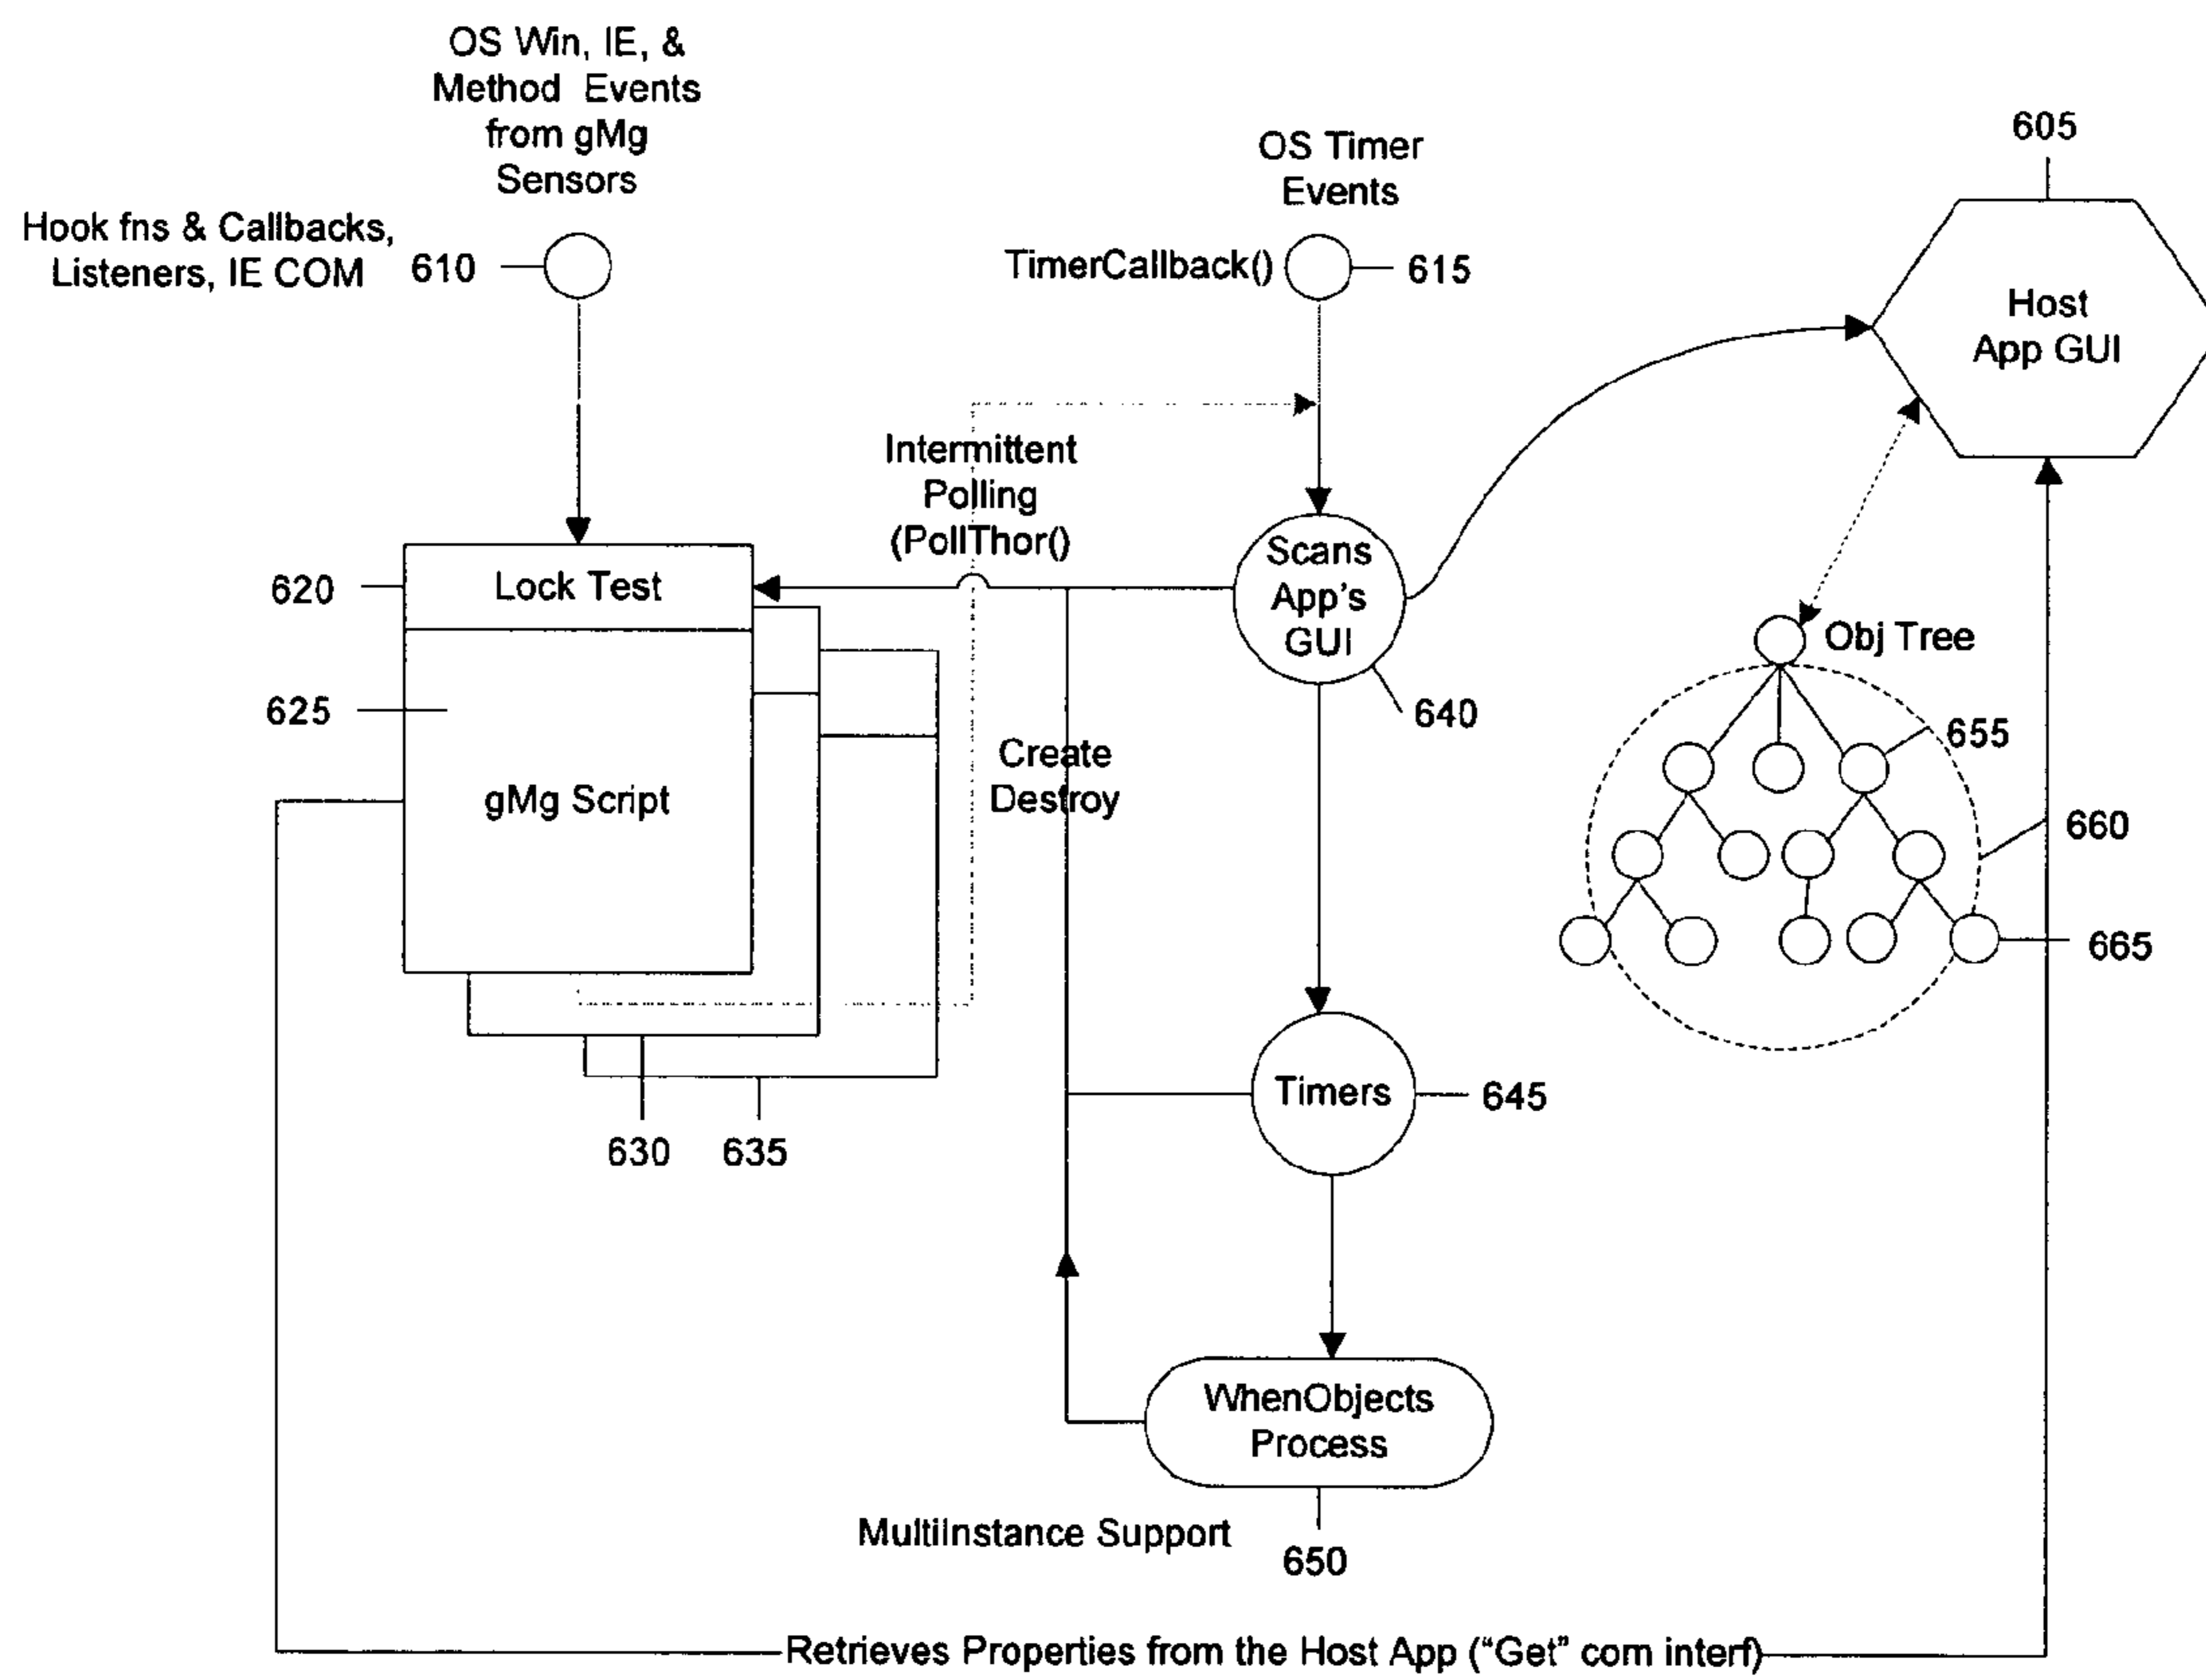 OS Win, IE, &
Method Events
from gMg
Sensors
Hook fns & Callbacks,
Listeners, IE COM
610
OS Timer
Events
TimerCallback()
615
605
Host
App GUI
Intermittent
Polling
(PollThor()
620
Lock Test
Scans
App's
GUI
640
Obj Tree
625
gMg Script
Create
Destroy
655
660
665
630
635
Timers
645
WhenObjects
Process
MultiInstance Support
650
Retrieves Properties from the Host App ("Get" com interf)